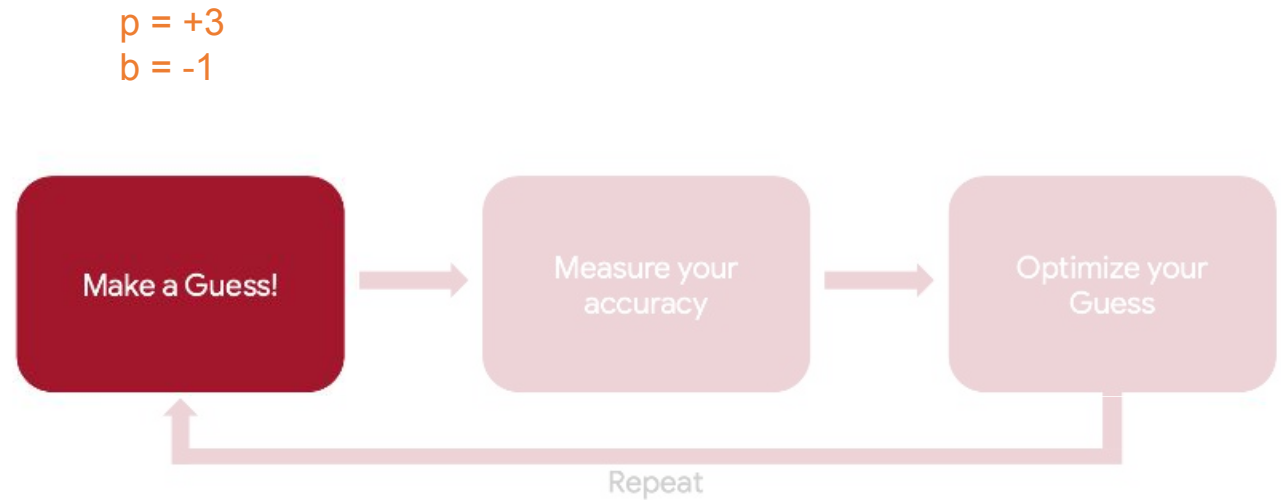 p = +3
b = -1
Make a Guess!
Measure your
accuracy
Optimize your
Guess
Repeat